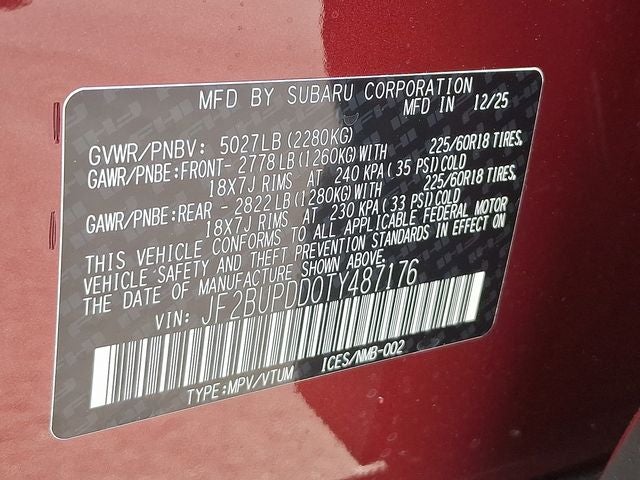 MFD BY SUBARU CORPORATION
MFD IN 12/25
GVWR/PNBV: 5027LB (2280KG)
GAWR/PNBE:FRONT- 2778LB (1260KG) WITH 225/60R18 TIRES,
18X7J RIMS AT 240 KPA (35 PSI) COLD
GAWR/PNBE:REAR - 2822LB (1280KG) WITH 225/60R18 TIRES,
18X7J RIMS AT 230 KPA (33 PSI) COLD
THIS VEHICLE CONFORMS TO ALL APPLICABLE FEDERAL MOTOR
VEHICLE SAFETY AND THEFT PREVENTION STANDARDS IN EFFECT ON
THE DATE OF MANUFACTURE SHOWN ABOVE.
VIN: JF2BUPDD0TY487176
TYPE:MPV/VTUM ICES/NMB-002